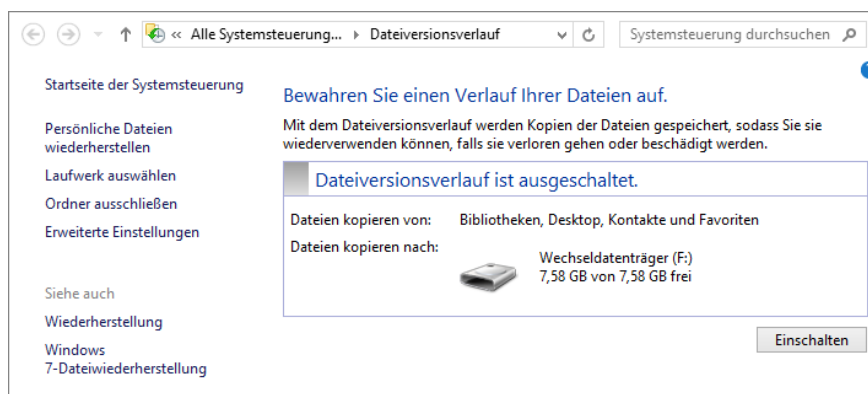 « Alle Systemsteuerung... ▸ Dateiversionsverlauf
Systemsteuerung durchsuchen
Startseite der Systemsteuerung
Persönliche Dateien
wiederherstellen
Laufwerk auswählen
Ordner ausschließen
Erweiterte Einstellungen
Siehe auch
Wiederherstellung
Windows
7-Dateiwiederherstellung
Bewahren Sie einen Verlauf Ihrer Dateien auf.
Mit dem Dateiversionsverlauf werden Kopien der Dateien gespeichert, sodass Sie sie
wiederverwenden können, falls sie verloren gehen oder beschädigt werden.
Dateiversionsverlauf ist ausgeschaltet.
Dateien kopieren von: Bibliotheken, Desktop, Kontakte und Favoriten
Dateien kopieren nach:
Wechseldatenträger (F:)
7,58 GB von 7,58 GB frei
Einschalten